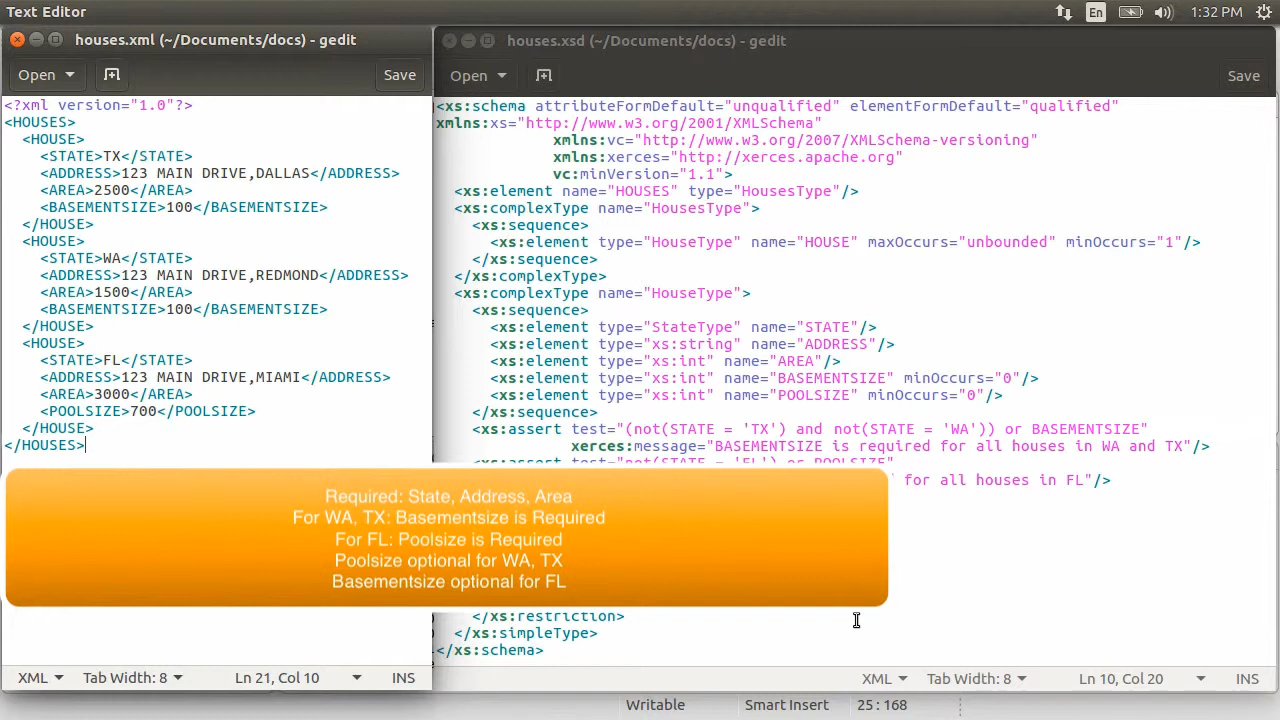 Text Editor
En
1:32 PM
houses.xml (~/Documents/docs) - gedit
Open
Save
<?xml version="1.0"?>
<HOUSES>
<HOUSE>
<STATE>TX</STATE>
<ADDRESS>123 MAIN DRIVE,DALLAS</ADDRESS>
<AREA>2500</AREA>
<BASEMENTSIZE>100</BASEMENTSIZE>
</HOUSE>
<HOUSE>
<STATE>WA</STATE>
<ADDRESS>123 MAIN DRIVE,REDMOND</ADDRESS>
<AREA>1500</AREA>
<BASEMENTSIZE>100</BASEMENTSIZE>
</HOUSE>
<HOUSE>
<STATE>FL</STATE>
<ADDRESS>123 MAIN DRIVE,MIAMI</ADDRESS>
<AREA>3000</AREA>
<POOLSIZE>700</POOLSIZE>
</HOUSE>
</HOUSES>
XML
Tab Width: 8
Ln 21, Col 10
INS
houses.xsd (~/Documents/docs) - gedit
Open
Save
<xs:schema attributeFormDefault="unqualified" elementFormDefault="qualified"
xmlns:xs="http://www.w3.org/2001/XMLSchema"
xmlns:vc="http://www.w3.org/2007/XMLSchema-versioning"
xmlns:xerces="http://xerces.apache.org"
vc:minVersion="1.1">
<xs:element name="HOUSES" type="HousesType"/>
<xs:complexType name="HousesType">
<xs:sequence>
<xs:element type="HouseType" name="HOUSE" maxOccurs="unbounded" minOccurs="1"/>
</xs:sequence>
</xs:complexType>
<xs:complexType name="HouseType">
<xs:sequence>
<xs:element type="StateType" name="STATE"/>
<xs:element type="xs:string" name="ADDRESS"/>
<xs:element type="xs:int" name="AREA"/>
<xs:element type="xs:int" name="BASEMENTSIZE" minOccurs="0"/>
<xs:element type="xs:int" name="POOLSIZE" minOccurs="0"/>
</xs:sequence>
<xs:assert test="(not(STATE = 'TX') and not(STATE = 'WA')) or BASEMENTSIZE"
xerces:message="BASEMENTSIZE is required for all houses in WA and TX"/>
<xs:assert test="not(STATE = 'FL') or POOLSIZE"
for all houses in FL"/>
</xs:restriction>
</xs:simpleType>
</xs:schema>
XML
Tab Width: 8
Ln 10, Col 20
INS
Required: State, Address, Area
For WA, TX: Basementsize is Required
For FL: Poolsize is Required
Poolsize optional for WA, TX
Basementsize optional for FL
Writable
Smart Insert
25 : 168